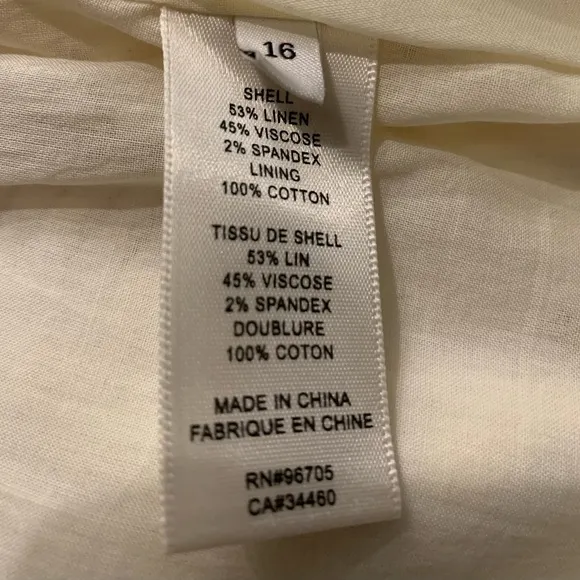 16
SHELL
53% LINEN
45% VISCOSE
2% SPANDEX
LINING
100% COTTON
TISSU DE SHELL
53% LIN
45% VISCOSE
2% SPANDEX
DOUBLURE
100% COTON
MADE IN CHINA
FABRIQUE EN CHINE
RN#96705
CA#34460